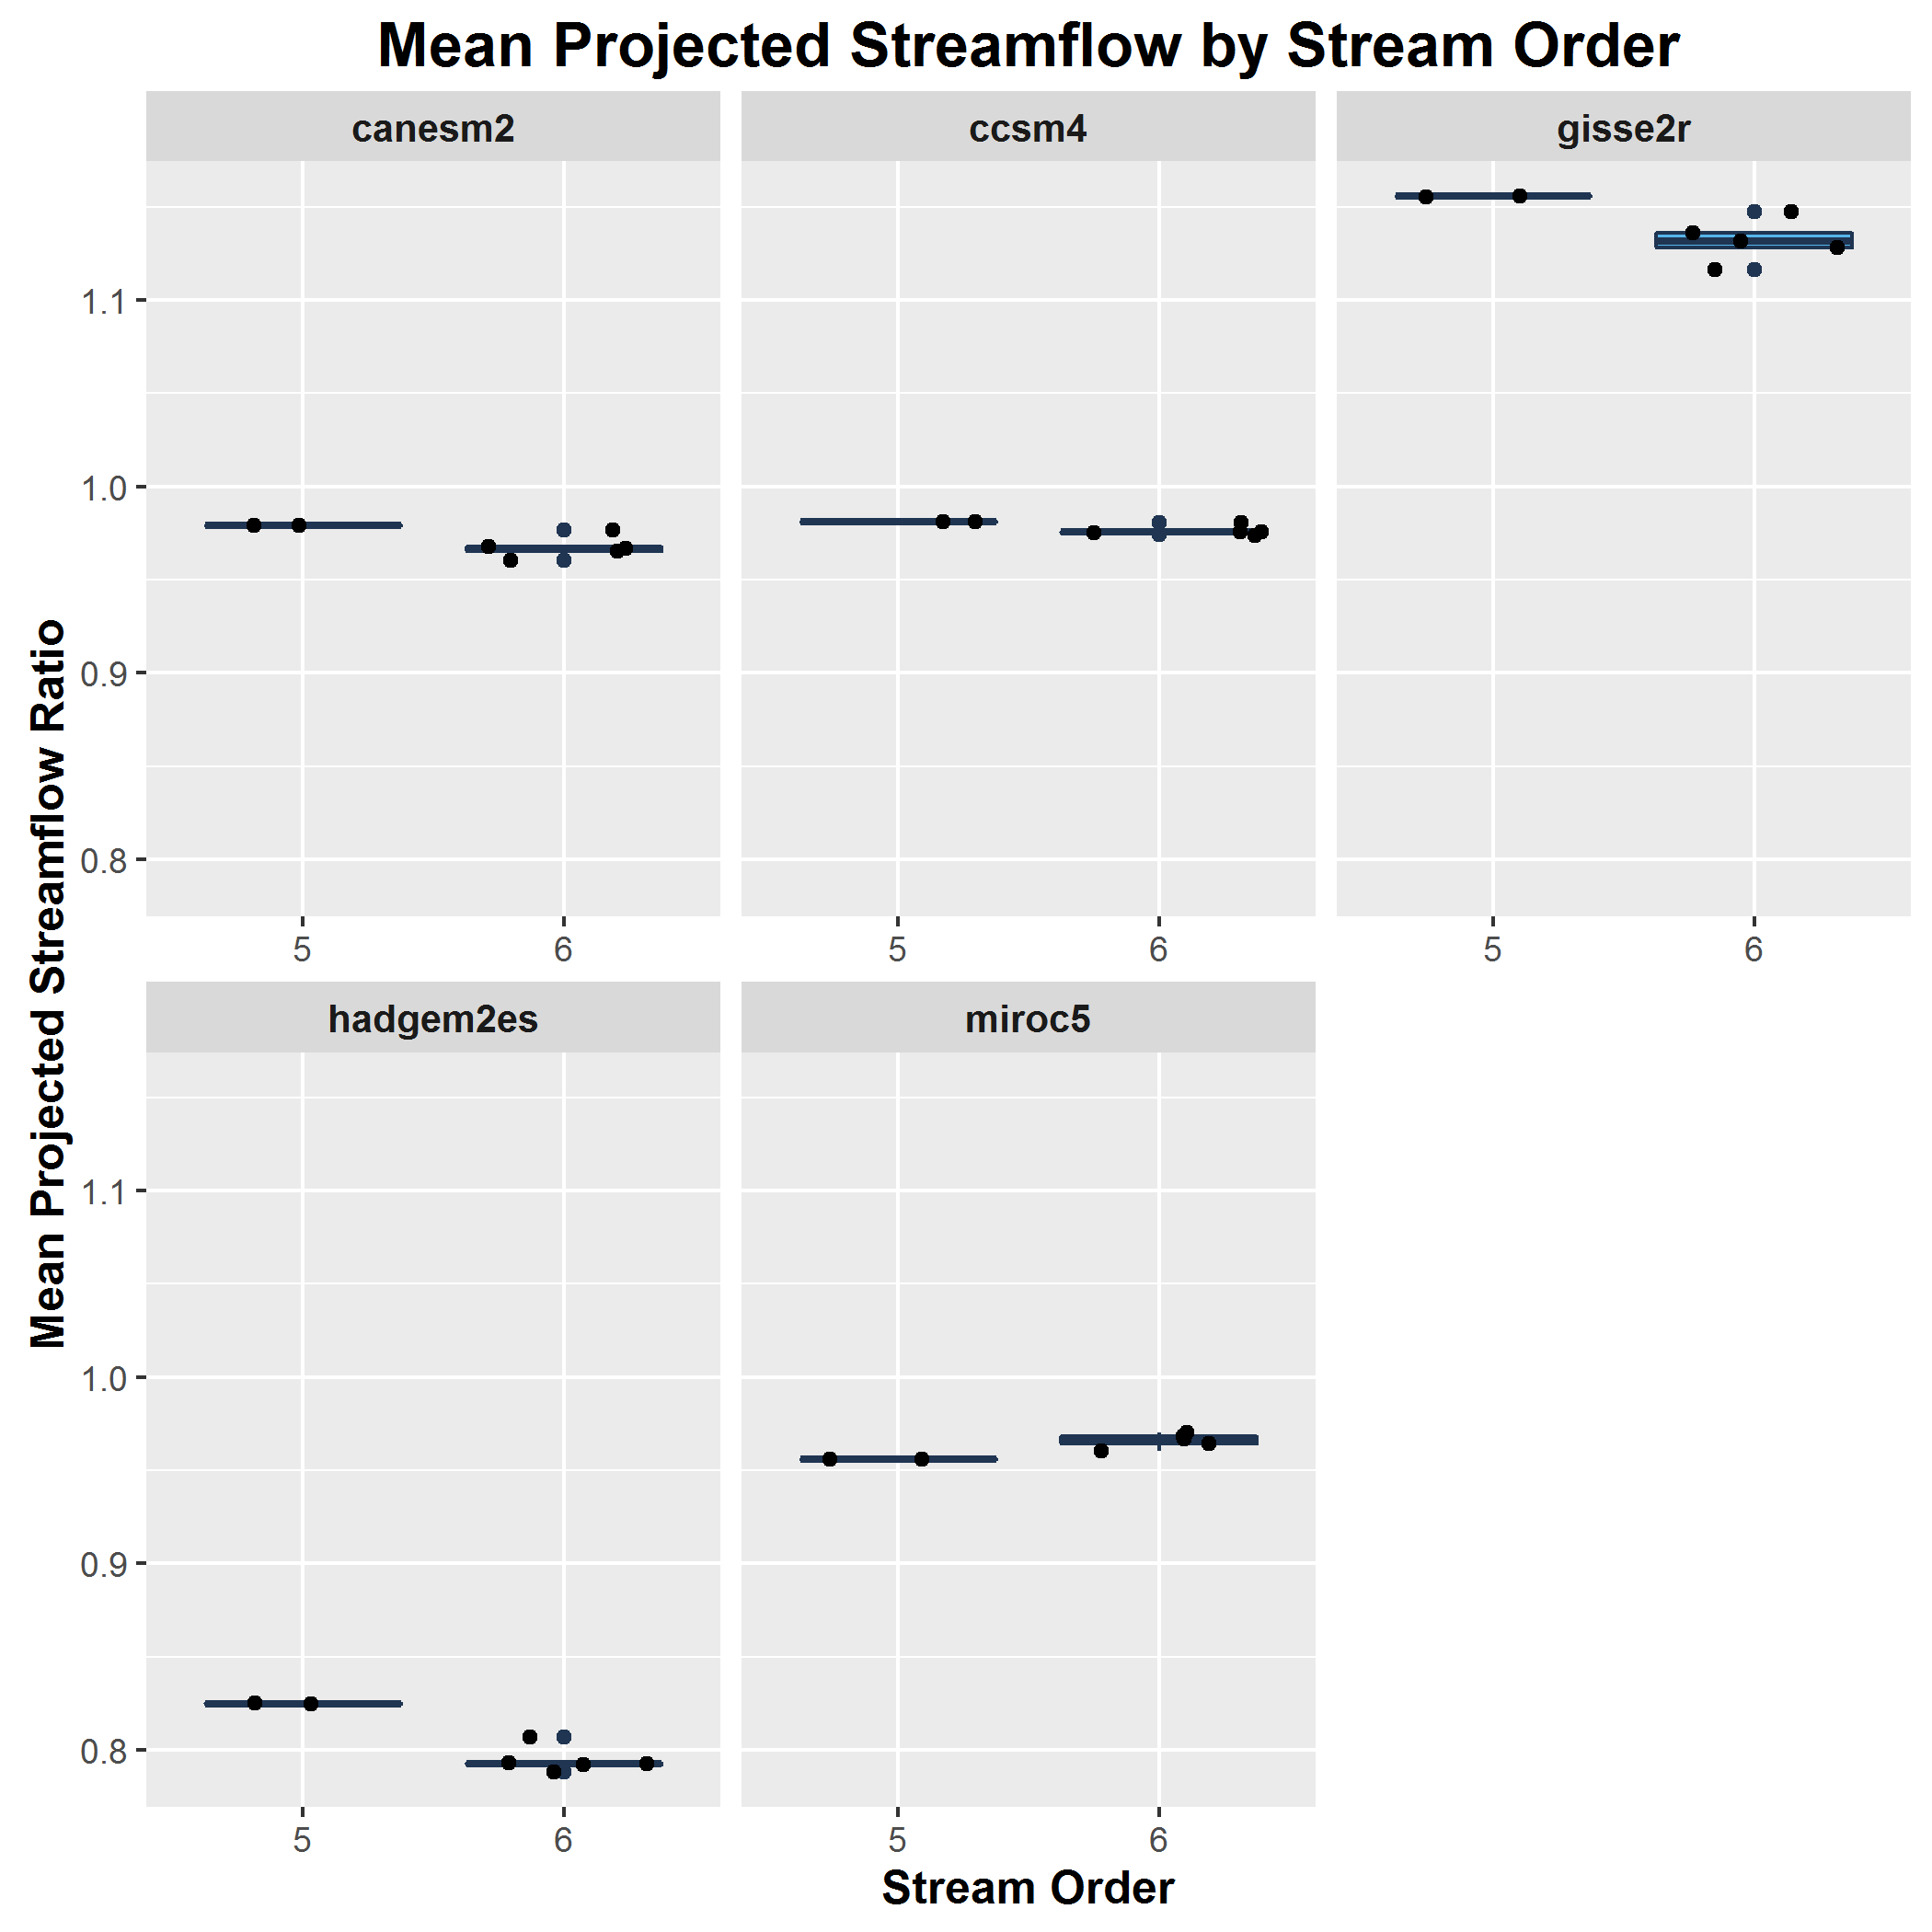 Mean Projected Streamflow by Stream Order
canesm2
ccsm4
gisse2r
1.1
1.0
0.9
0.8
5 6
5 6
5 6
Mean Projected Streamflow Ratio
hadgem2es
miroc5
1.1
1.0
0.9
0.8
5 6
5 6
Stream Order